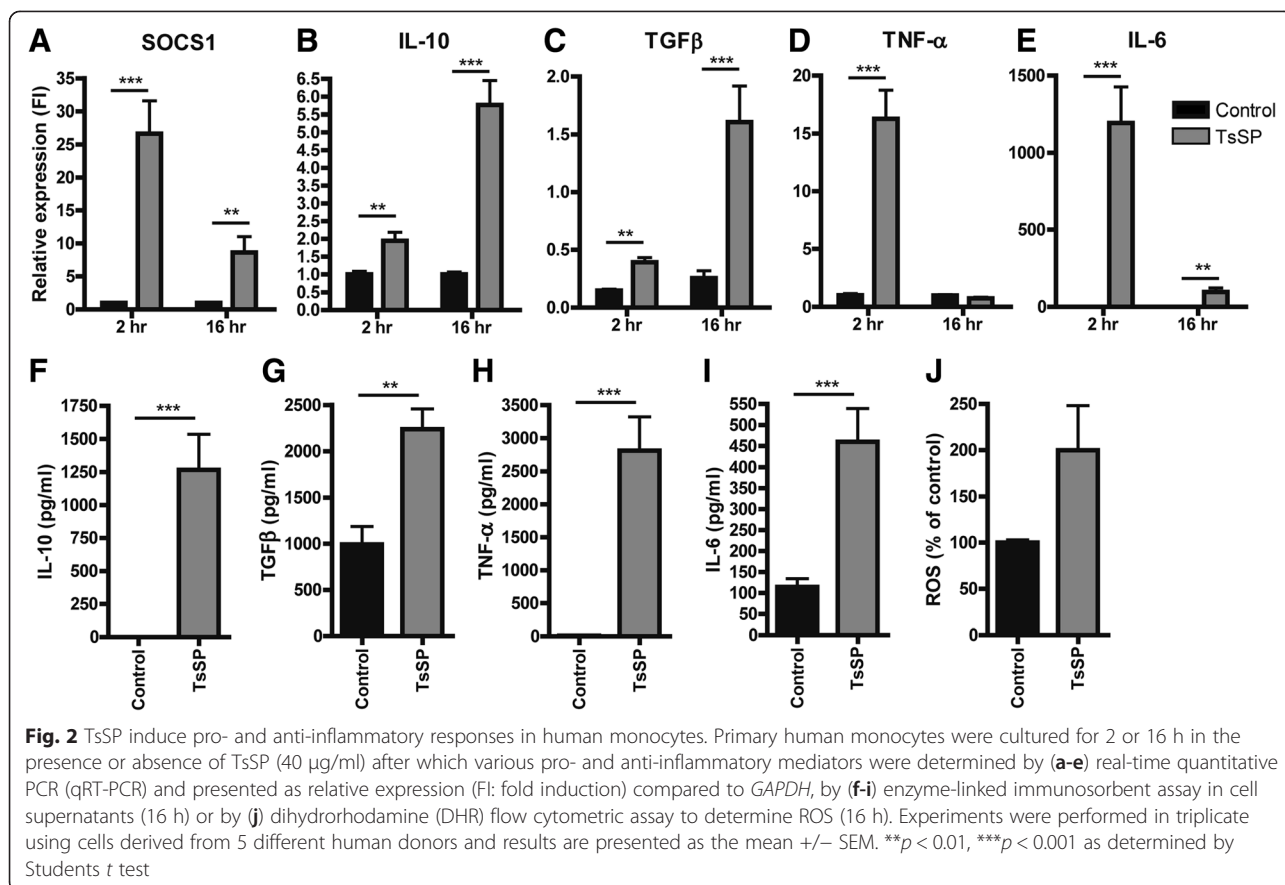 A SOCS1
B IL-10
C TGFβ
D TNF-α
E IL-6
Relative expression (FI)
35
30
25
20
15
10
5
0
***
**
2 hr 16 hr
6.5
6.0
5.5
5.0
4.5
4.0
3.5
3.0
2.5
2.0
1.5
1.0
0.5
0.0
**
***
2 hr 16 hr
2.0
1.5
1.0
0.5
0.0
**
***
2 hr 16 hr
20
15
10
5
0
***
2 hr 16 hr
1500
1250
1000
750
500
250
0
***
**
2 hr 16 hr
Control
TsSP
F
IL-10 (pg/ml)
1750
1500
1250
1000
750
500
250
0
***
Control TsSP
G
TGFβ (pg/ml)
2500
2000
1500
1000
500
0
**
Control TsSP
H
TNF-α (pg/ml)
3500
3000
2500
2000
1500
1000
500
0
***
Control TsSP
I
IL-6 (pg/ml)
550
500
450
400
350
300
250
200
150
100
50
0
***
Control TsSP
J
ROS (% of control)
250
200
150
100
50
0
Control TsSP
Fig. 2 TsSP induce pro- and anti-inflammatory responses in human monocytes. Primary human monocytes were cultured for 2 or 16 h in the
presence or absence of TsSP (40 μg/ml) after which various pro- and anti-inflammatory mediators were determined by (a-e) real-time quantitative
PCR (qRT-PCR) and presented as relative expression (FI: fold induction) compared to GAPDH, by (f-i) enzyme-linked immunosorbent assay in cell
supernatants (16 h) or by (j) dihydrorhodamine (DHR) flow cytometric assay to determine ROS (16 h). Experiments were performed in triplicate
using cells derived from 5 different human donors and results are presented as the mean +/− SEM. **p < 0.01, ***p < 0.001 as determined by
Students t test